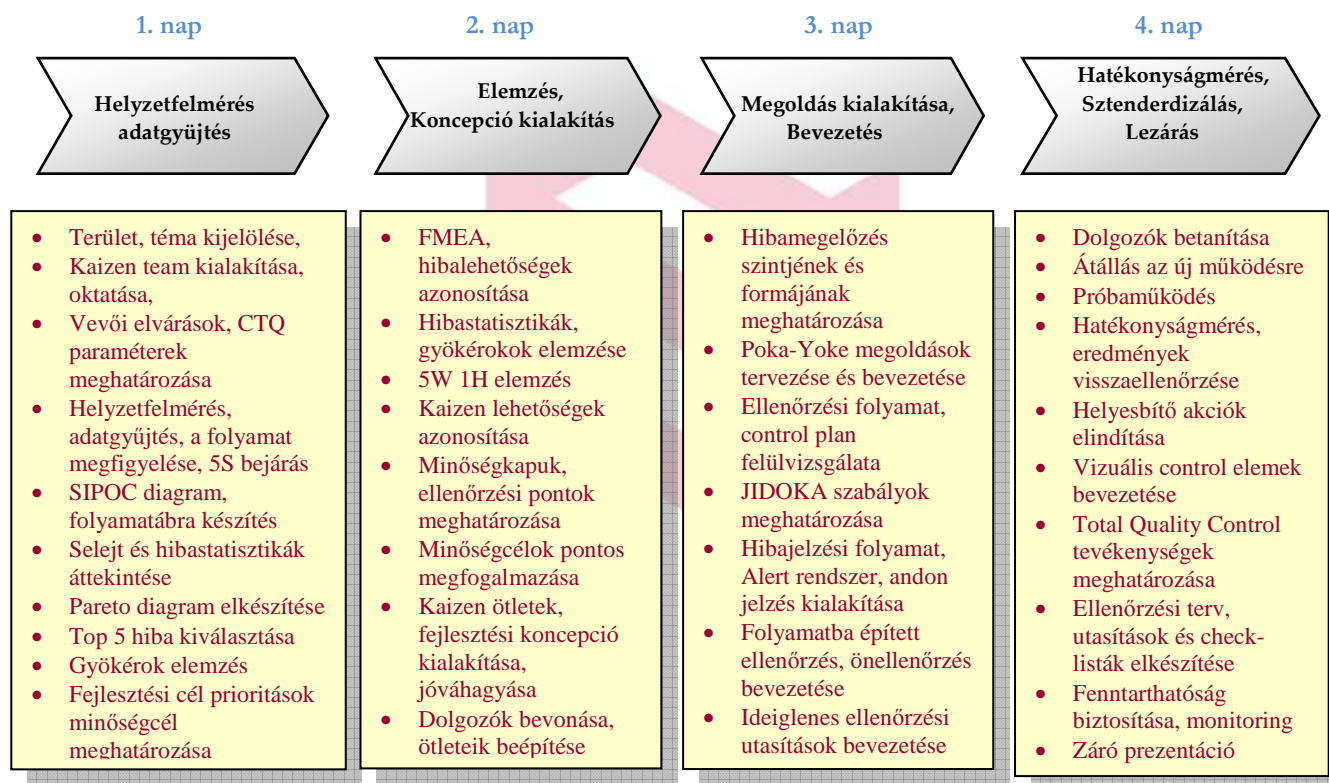 1. nap
Helyzetfelmérés
adatgyüjtés
• Terület, téma kijelölése,
• Kaizen team kialakítása,
oktatása,
• Vevői elvárások, CTQ
paraméterek
meghatározása
• Helyzetfelmérés,
adatgyűjtés, a folyamat
megfigyelése, 5S bejárás
• SIPOC diagram,
folyamatábra készítés
• Selejt és hibastatisztikák
áttekintése
• Pareto diagram elkészítése
• Top 5 hiba kiválasztása
• Gyökérok elemzés
• Fejlesztési cél prioritások
minőségcél
meghatározása
2. nap
Elemzés,
Koncepció kialakítás
• FMEA,
hibalehetőségek
azonosítása
• Hibastatisztikák,
gyökérokok elemzése
• 5W 1H elemzés
• Kaizen lehetőségek
azonosítása
• Minőségkapuk,
ellenőrzési pontok
meghatározása
• Minőségcélok pontos
megfogalmazása
• Kaizen ötletek,
fejlesztési koncepció
kialakítása,
jóváhagyása
• Dolgozók bevonása,
ötleteik beépítése
3. nap
Megoldás kialakítása,
Bevezetés
• Hibamegelőzés
szintjének és
formájának
meghatározása
• Poka-Yoke megoldások
tervezése és bevezetése
• Ellenőrzési folyamat,
control plan
felülvizsgálata
• JIDOKA szabályok
meghatározása
• Hibajelzési folyamat,
Alert rendszer, andon
jelzés kialakítása
• Folyamatba épített
ellenőrzés, önellenőrzés
bevezetése
• Ideiglenes ellenőrzési
utasítások bevezetése
4. nap
Hatékonyságmérés,
Sztenderdizálás,
Lezárás
• Dolgozók betanítása
• Átállás az új működésre
• Próbaműködés
• Hatékonyságmérés,
eredmények
visszaellenőrzése
• Helyesbítő akciók
elindítása
• Vizuális control elemek
bevezetése
• Total Quality Control
tevékenységek
meghatározása
• Ellenőrzési terv,
utasítások és check-
listák elkészítése
• Fenntarthatóság
biztosítása, monitoring
• Záró prezentáció